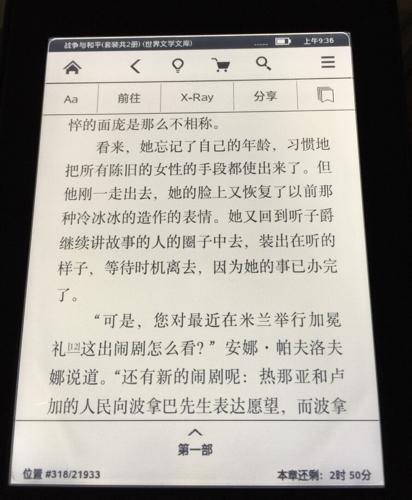 战争与和平(套装共2册) (世界文学文库)
上午9:36
Aa 前往 X-Ray 分享
悴的面庞是那么不相称。
看来，她忘记了自己的年龄，习惯地
把所有陈旧的女性的手段都使出来了。但
他刚一走出去，她的脸上又恢复了以前那
种冷冰冰的造作的表情。她又回到听子爵
继续讲故事的人的圈子中去，装出在听的
样子，等待时机离去，因为她的事已办完
了。
“可是，您对最近在米兰举行加冕
礼[12]这出闹剧怎么看？”安娜·帕夫洛夫
娜说道。“还有新的闹剧呢：热那亚和卢
加的人民向波拿巴先生表达愿望，而波拿
第一部
位置 #318/21933 本章还剩：2时 50分